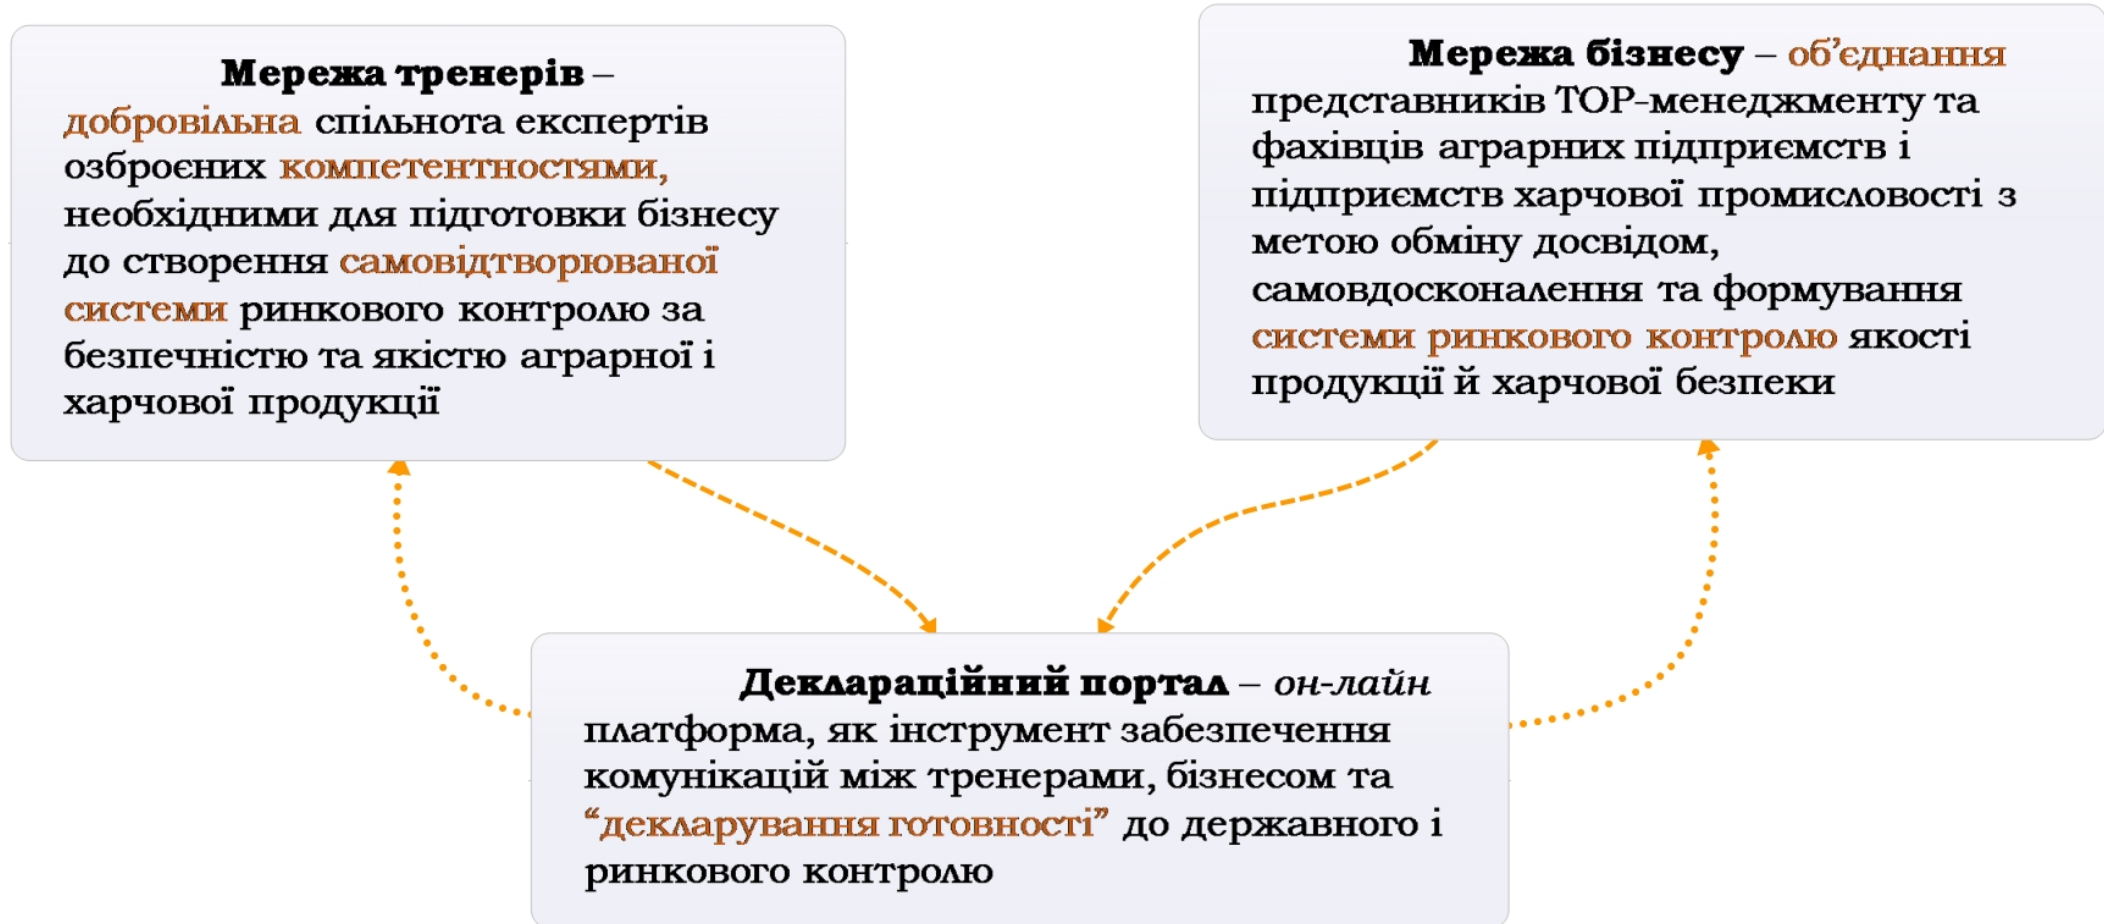 Мережа тренерів –
добровільна спільнота експертів
озброєних компетентностями,
необхідними для підготовки бізнесу
до створення самовідтворюваної
системи ринкового контролю за
безпечністю та якістю аграрної і
харчової продукції
Мережа бізнесу – об’єднання
представників ТОР-менеджменту та
фахівців аграрних підприємств і
підприємств харчової промисловості з
метою обміну досвідом,
самовдосконалення та формування
системи ринкового контролю якості
продукції й харчової безпеки
Деклараційний портал – он-лайн
платформа, як інструмент забезпечення
комунікацій між тренерами, бізнесом та
“декларування готовності” до державного і
ринкового контролю